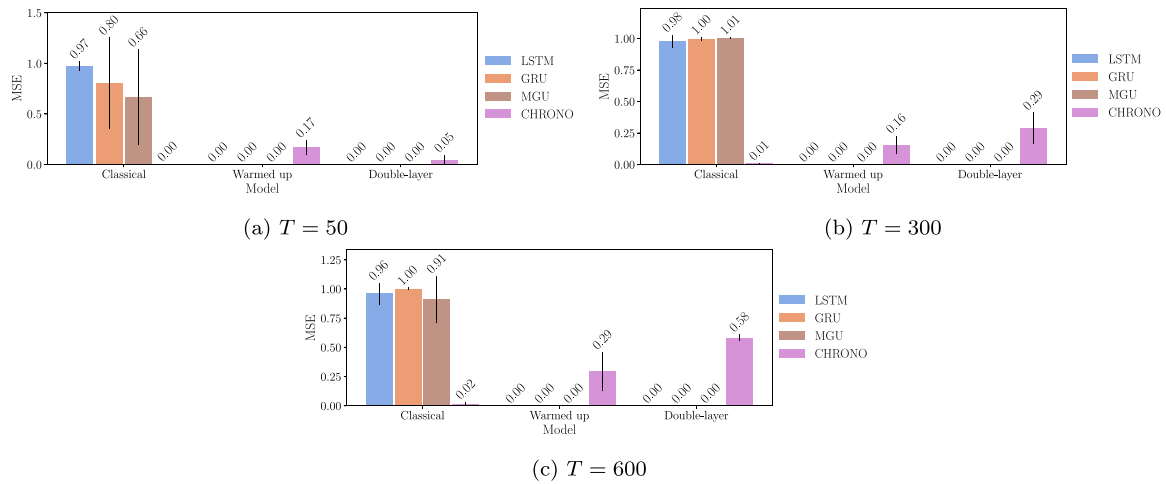 1.5
1.0
0.5
0.0
MSE
0.97
0.80
0.66
0.00
0.00
0.00
0.00
0.17
0.00
0.00
0.00
0.05
Classical
Warmed up
Double-layer
Model
LSTM
GRU
MGU
CHRONO
(a) T = 50
1.00
0.75
0.50
0.25
0.00
MSE
0.98
1.00
1.01
0.01
0.00
0.00
0.00
0.16
0.00
0.00
0.00
0.29
Classical
Warmed up
Double-layer
Model
LSTM
GRU
MGU
CHRONO
(b) T = 300
1.25
1.00
0.75
0.50
0.25
0.00
MSE
0.96
1.00
0.91
0.02
0.00
0.00
0.00
0.29
0.00
0.00
0.00
0.58
Classical
Warmed up
Double-layer
Model
LSTM
GRU
MGU
CHRONO
(c) T = 600